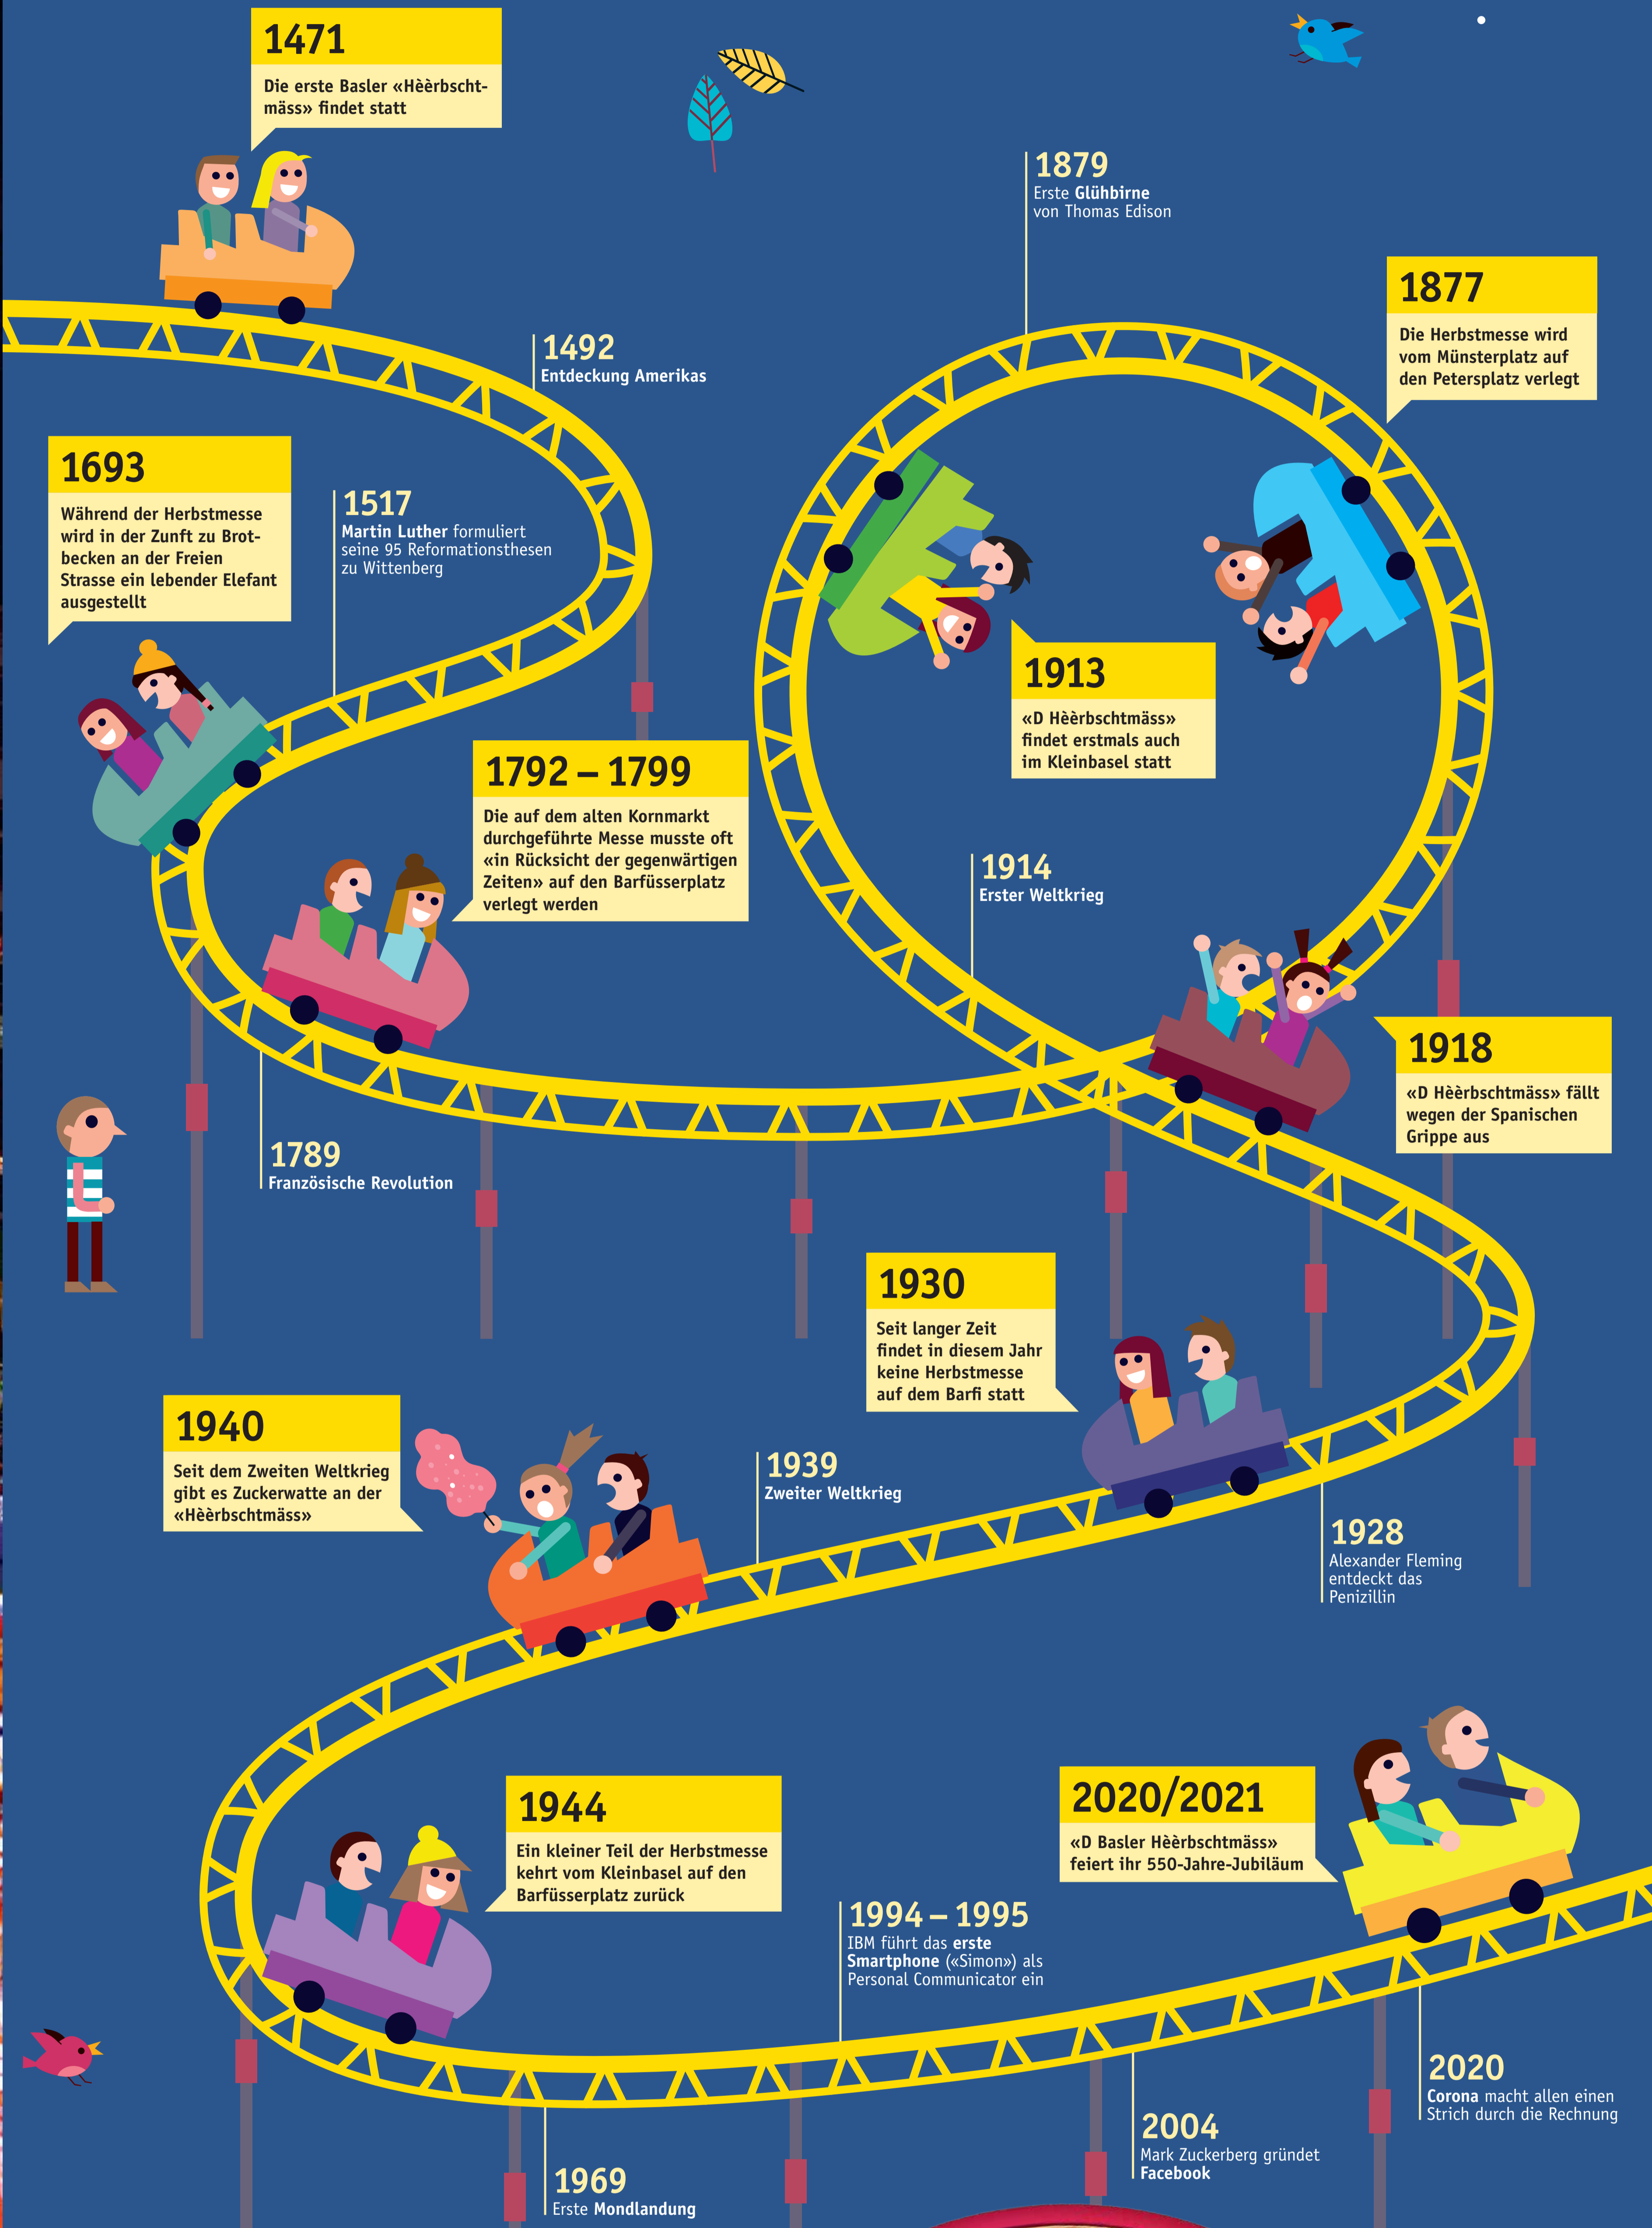 1471
Die erste Basler «Hèèrbscht-
mäss» findet statt
1492
Entdeckung Amerikas
1517
Martin Luther formuliert
seine 95 Reformationsthesen
zu Wittenberg
1693
Während der Herbstmesse
wird in der Zunft zu Brot-
becken an der Freien
Strasse ein lebender Elefant
ausgestellt
1789
Französische Revolution
1792 – 1799
Die auf dem alten Kornmarkt
durchgeführte Messe musste oft
«in Rücksicht der gegenwärtigen
Zeiten» auf den Barfüsserplatz
verlegt werden
1877
Die Herbstmesse wird
vom Münsterplatz auf
den Petersplatz verlegt
1879
Erste Glühbirne
von Thomas Edison
1913
«D Hèèrbschtmäss»
findet erstmals auch
im Kleinbasel statt
1914
Erster Weltkrieg
1918
«D Hèèrbschtmäss» fällt
wegen der Spanischen
Grippe aus
1928
Alexander Fleming
entdeckt das
Penizillin
1930
Seit langer Zeit
findet in diesem Jahr
keine Herbstmesse
auf dem Barfi statt
1939
Zweiter Weltkrieg
1940
Seit dem Zweiten Weltkrieg
gibt es Zuckerwatte an der
«Hèèrbschtmäss»
1944
Ein kleiner Teil der Herbstmesse
kehrt vom Kleinbasel auf den
Barfüsserplatz zurück
1969
Erste Mondlandung
1994 – 1995
IBM führt das erste
Smartphone («Simon») als
Personal Communicator ein
2004
Mark Zuckerberg gründet
Facebook
2020
Corona macht allen einen
Strich durch die Rechnung
2020/2021
«D Basler Hèèrbschtmäss»
feiert ihr 550-Jahre-Jubiläum